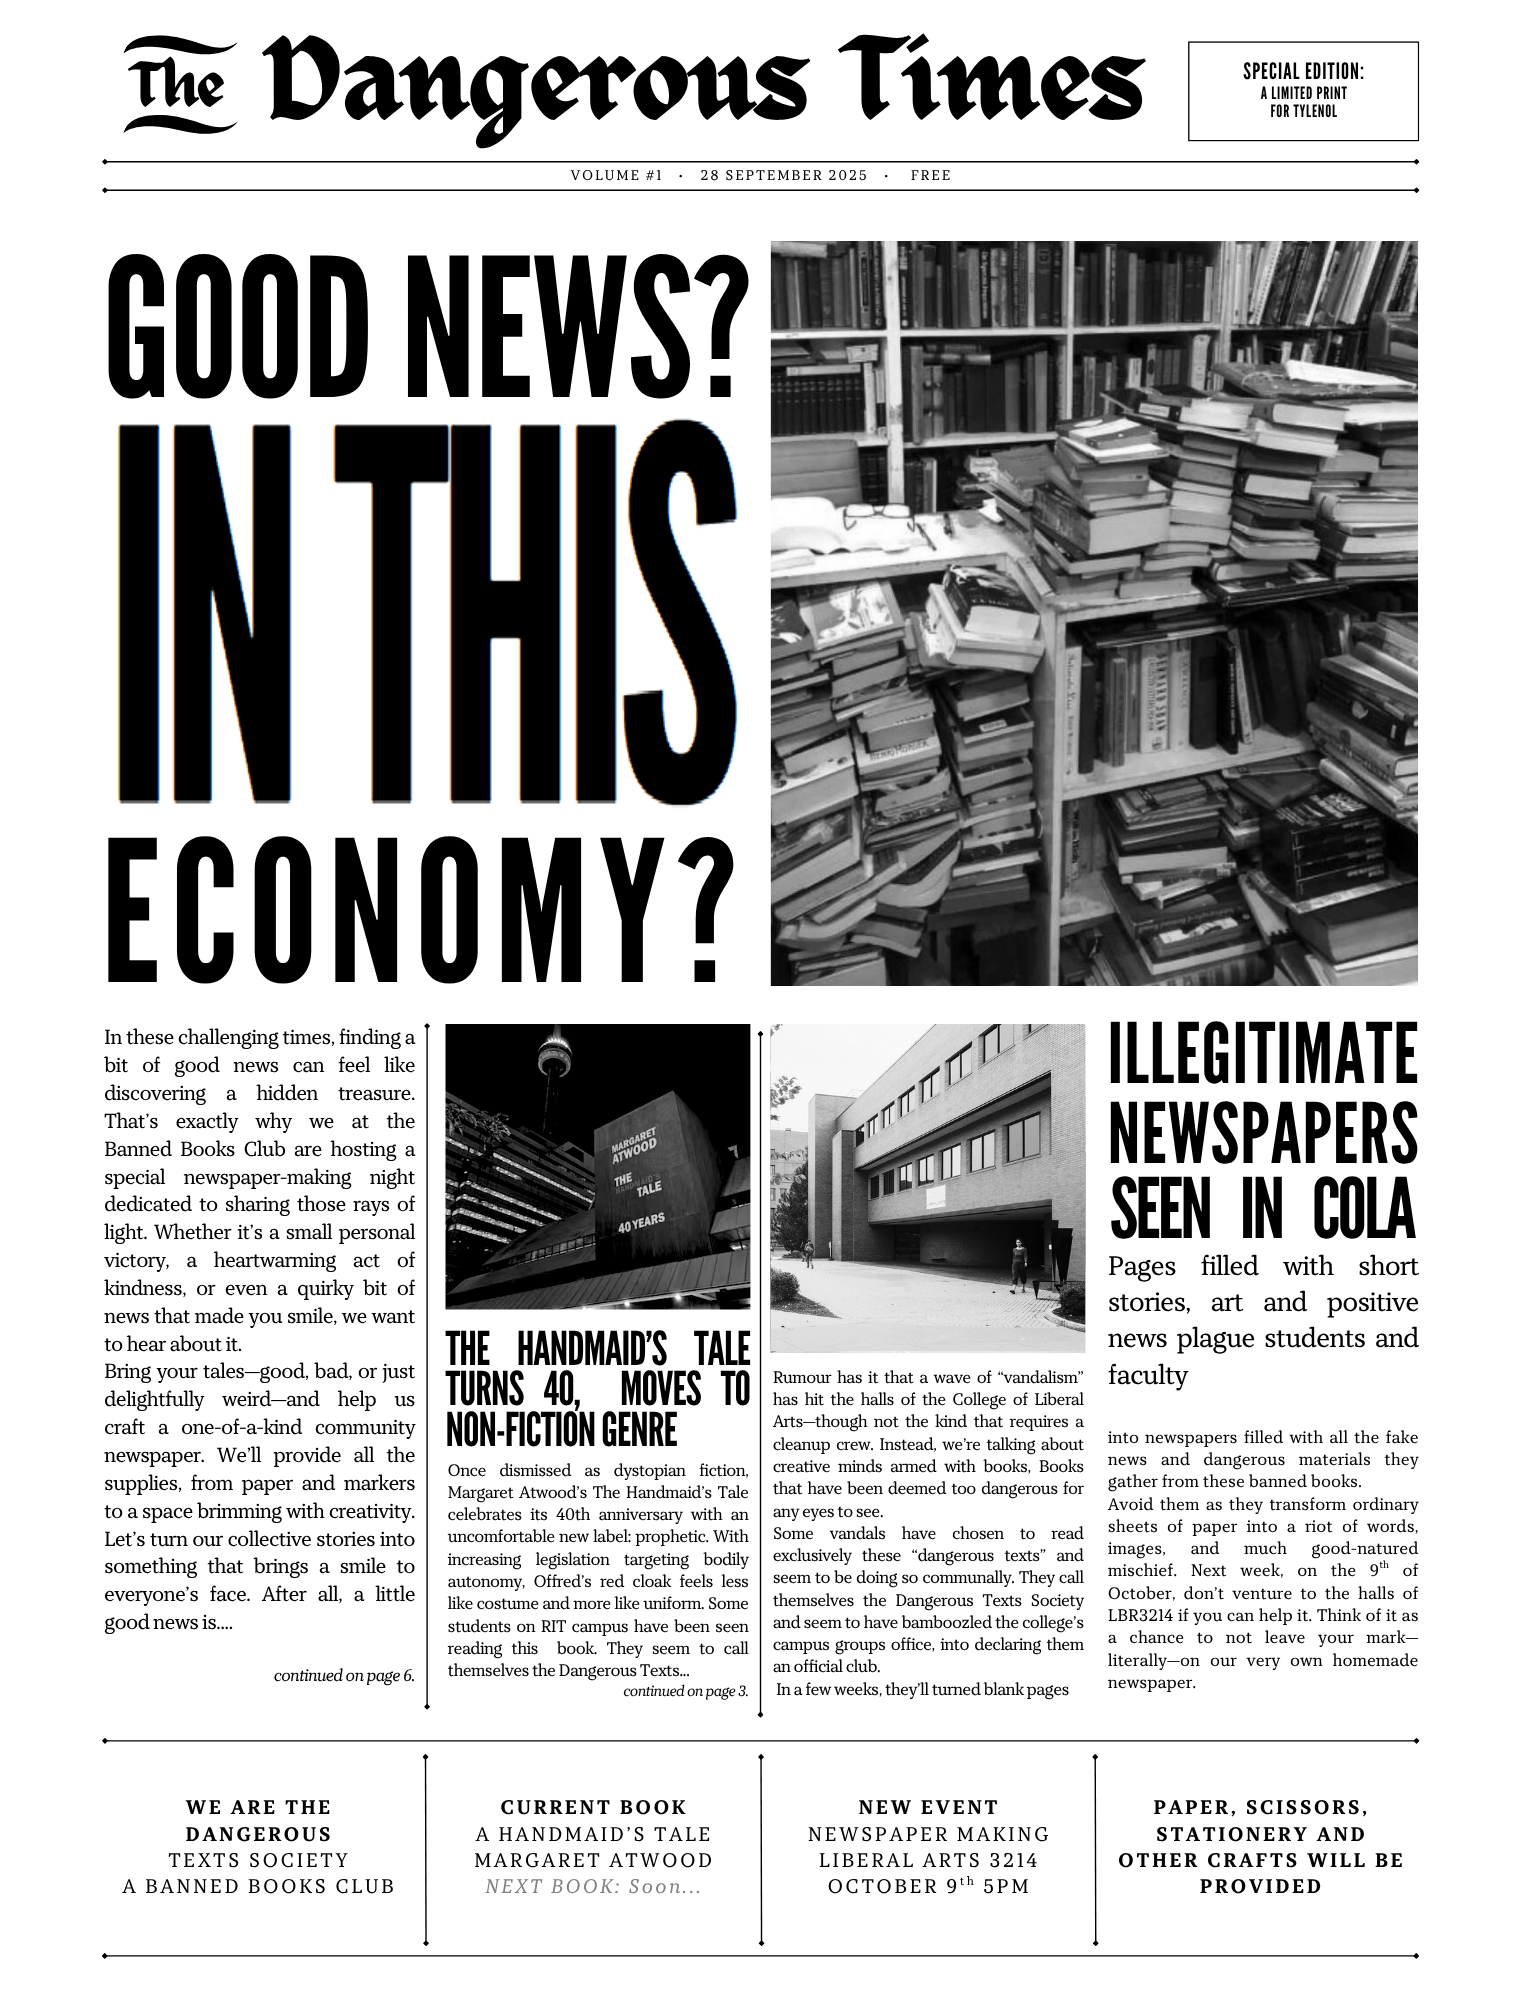 The Dangerous Times
SPECIAL EDITION:
A LIMITED PRINT
FOR TYLENOL
VOLUME #1 • 28 SEPTEMBER 2025 • FREE
GOOD NEWS?
IN THIS
ECONOMY?
In these challenging times, finding a
bit of good news can feel like
discovering a hidden treasure.
That's exactly why we at the
Banned Books Club are hosting a
special newspaper-making night
dedicated to sharing those rays of
light. Whether it's a small personal
victory, a heartwarming act of
kindness, or even a quirky bit of
news that made you smile, we want
to hear about it.
Bring your tales—good, bad, or just
delightfully weird—and help us
craft a one-of-a-kind community
newspaper. We'll provide all the
supplies, from paper and markers
to a space brimming with creativity.
Let's turn our collective stories into
something that brings a smile to
everyone's face. After all, a little
good news is....
continued on page 6.
MARGARET
ATWOOD
THE
HANDMAID'S
TALE
40 YEARS
THE HANDMAID'S TALE
TURNS 40, MOVES TO
NON-FICTION GENRE
Once dismissed as dystopian fiction,
Margaret Atwood's The Handmaid's Tale
celebrates its 40th anniversary with an
uncomfortable new label: prophetic. With
increasing legislation targeting bodily
autonomy, Offred's red cloak feels less
like costume and more like uniform. Some
students on RIT campus have been seen
reading this book. They seem to call
themselves the Dangerous Texts...
continued on page 3.
ILLEGITIMATE
NEWSPAPERS
SEEN IN COLA
Pages filled with short
stories, art and positive
news plague students and
faculty
Rumour has it that a wave of “vandalism”
has hit the halls of the College of Liberal
Arts—though not the kind that requires a
cleanup crew. Instead, we're talking about
creative minds armed with books, Books
that have been deemed too dangerous for
any eyes to see.
Some vandals have chosen to read
exclusively these “dangerous texts” and
seem to be doing so communally. They call
themselves the Dangerous Texts Society
and seem to have bamboozled the college's
campus groups office, into declaring them
an official club.
In a few weeks, they'll turned blank pages
into newspapers filled with all the fake
news and dangerous materials they
gather from these banned books.
Avoid them as they transform ordinary
sheets of paper into a riot of words,
images, and much good-natured
mischief. Next week, on the 9th of
October, don't venture to the halls of
LBR3214 if you can help it. Think of it as
a chance to not leave your mark—
literally—on our very own homemade
newspaper.
WE ARE THE
DANGEROUS
TEXTS SOCIETY
A BANNED BOOKS CLUB
CURRENT BOOK
A HANDMAID'S TALE
MARGARET ATWOOD
NEXT BOOK: Soon...
NEW EVENT
NEWSPAPER MAKING
LIBERAL ARTS 3214
OCTOBER 9th 5PM
PAPER, SCISSORS,
STATIONERY AND
OTHER CRAFTS WILL BE
PROVIDED